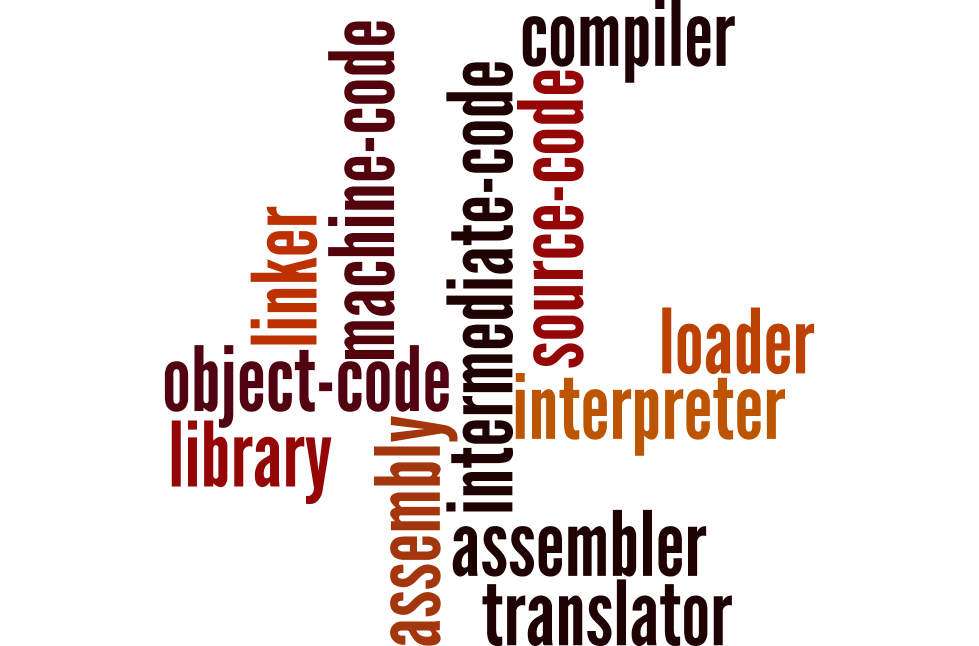 compiler
machine-code
intermediate-code
source-code
linker
loader
object-code
interpreter
library
assembly
assembler
translator